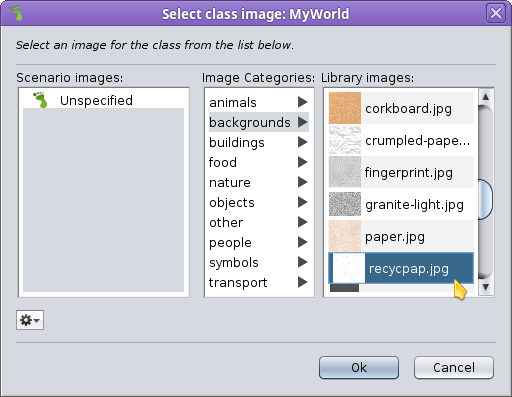 Select class image: MyWorld
Select an image for the class from the list below.
Scenario images:
Unspecified
Image Categories:
animals
backgrounds
buildings
food
nature
objects
other
people
symbols
transport
Library images:
corkboard.jpg
crumpled-pape...
fingerprint.jpg
granite-light.jpg
paper.jpg
recycpap.jpg
Ok
Cancel